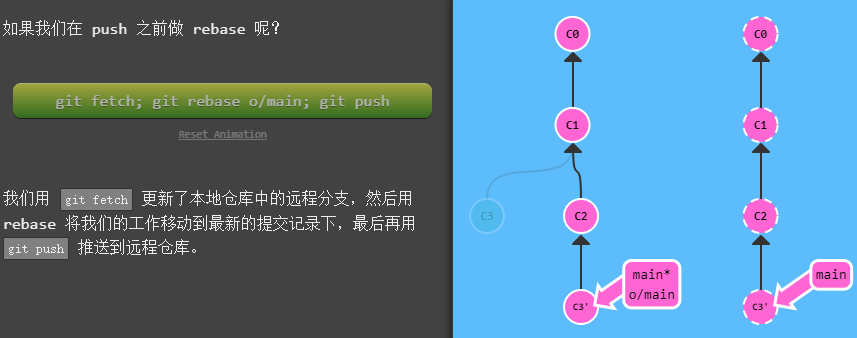 如果我们在 push 之前做 rebase 呢？
git fetch; git rebase o/main; git push
Reset Animation
我们用 git fetch 更新了本地仓库中的远程分支，然后用
rebase 将我们的工作移动到最新的提交记录下，最后再用
git push 推送到远程仓库。
C0
C1
C3
C2
C3'
main*
o/main
C0
C1
C2
C3'
main